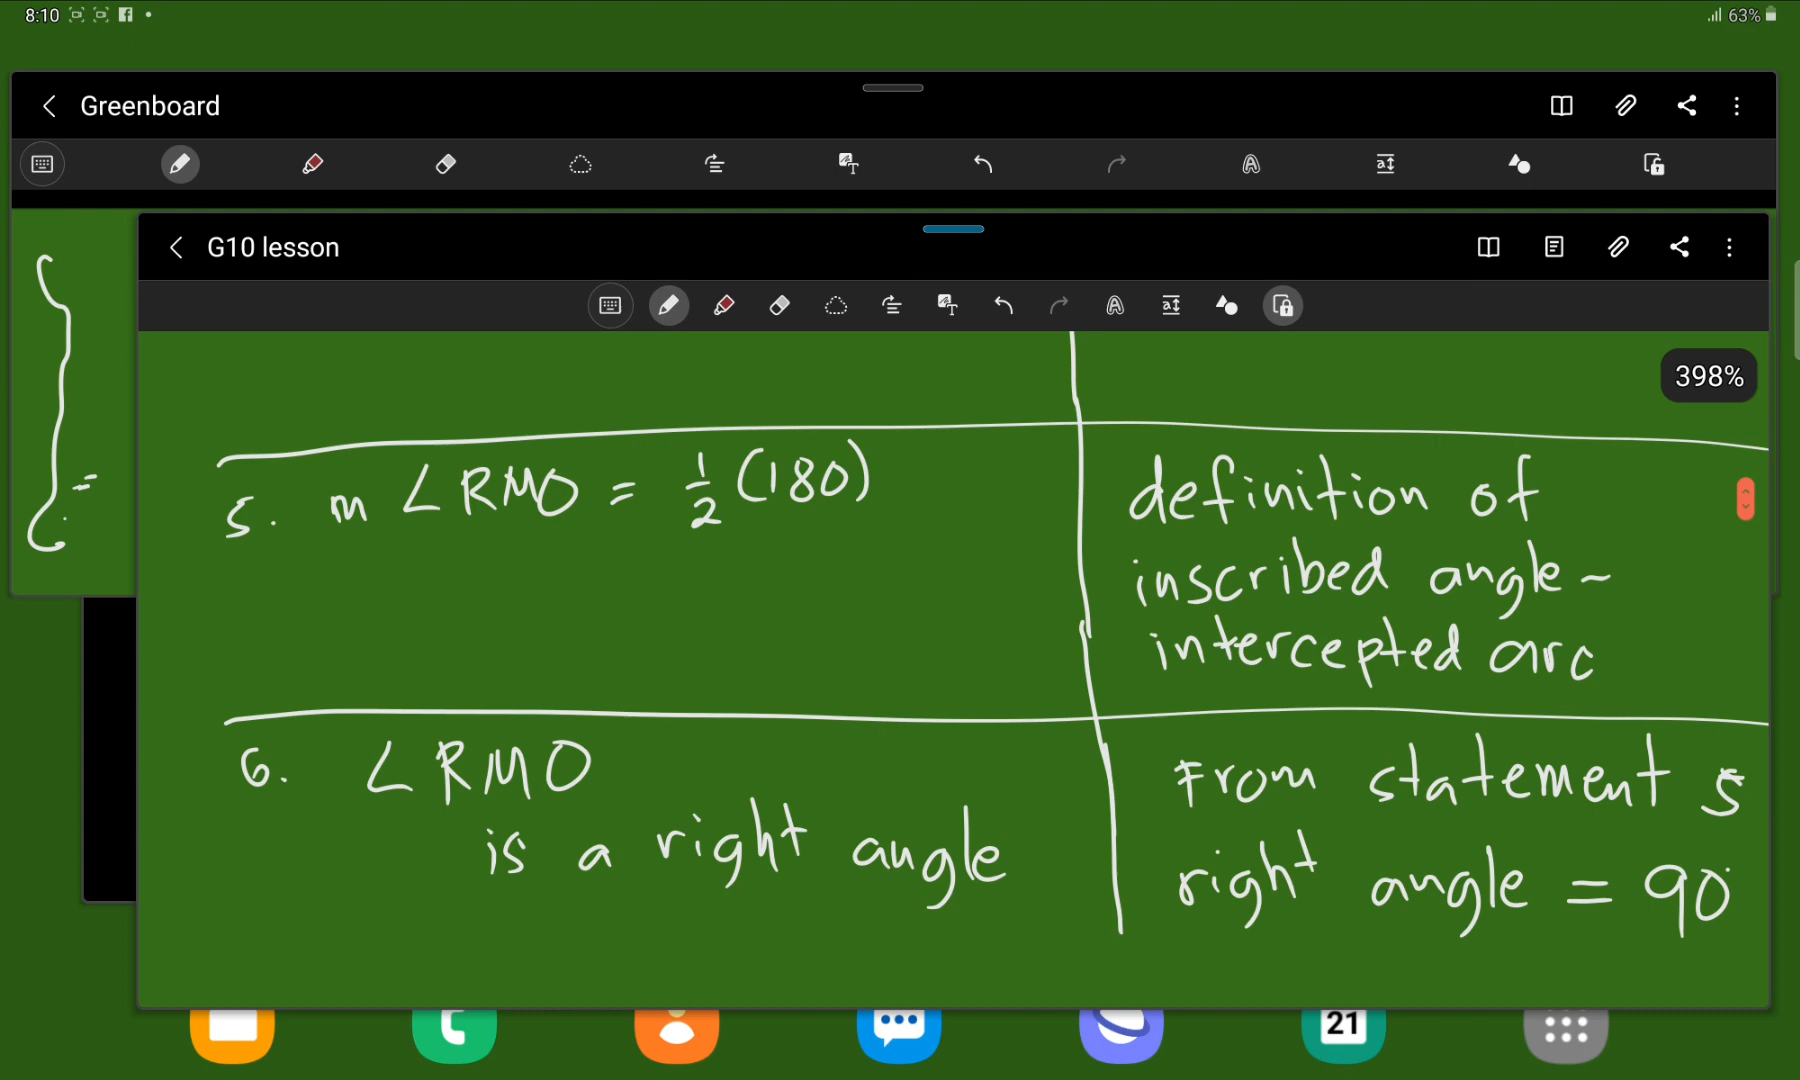 8:10
63%
Greenboard
G10 lesson
398%
5. m ∠RMO = 1/2 (180)
definition of
inscribed angle -
intercepted arc
6. ∠RMO
is a right angle
From statement 5
right angle = 90
21